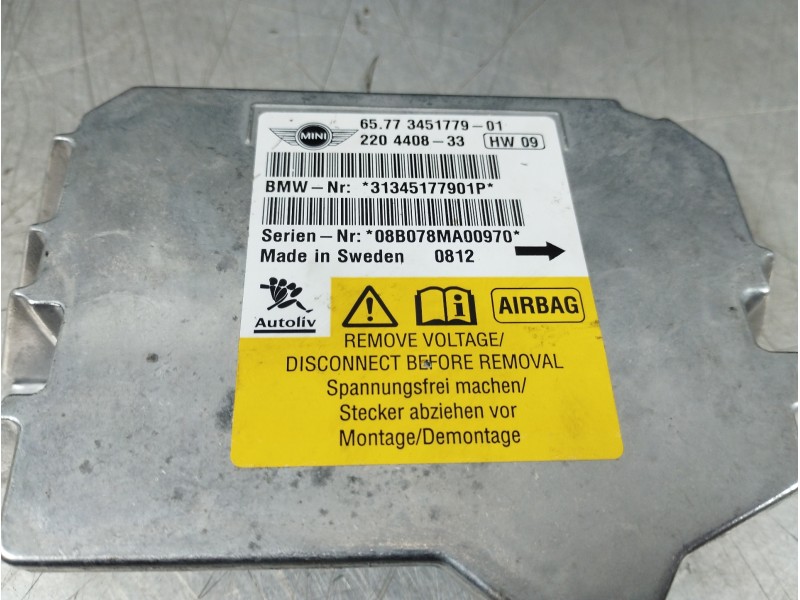 MINI
65.77 3451779-01
220 4408-33 HW 09
BMW-Nr: *31345177901P*
Serien-Nr: *08B078MA00970*
Made in Sweden 0812
Autoliv
AIRBAG
REMOVE VOLTAGE/
DISCONNECT BEFORE REMOVAL
Spannungsfrei machen/
Stecker abziehen vor
Montage/Demontage